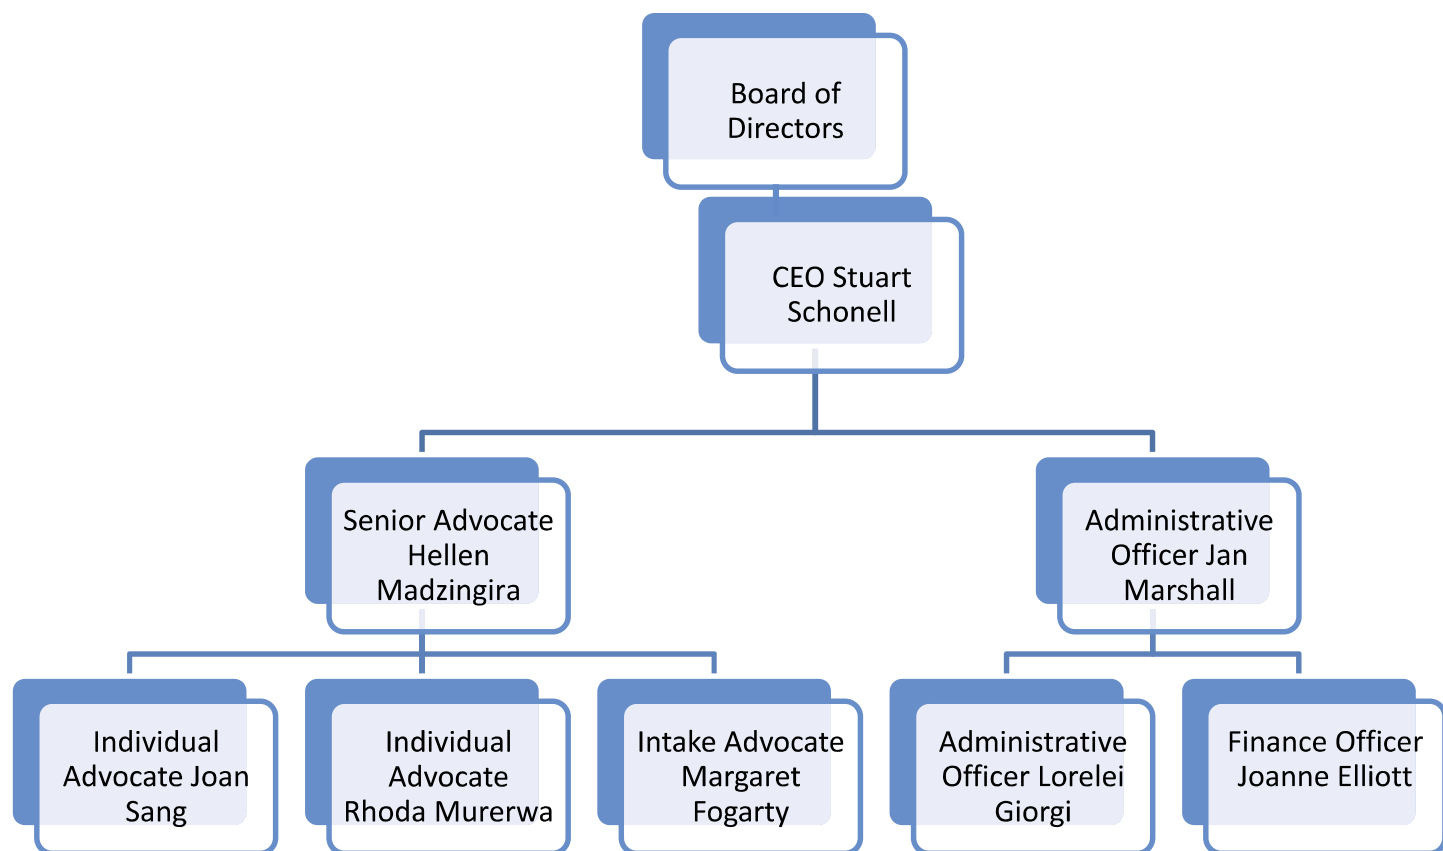 Board of
Directors
CEO Stuart
Schonell
Senior Advocate
Hellen
Madzingira
Administrative
Officer Jan
Marshall
Individual
Advocate Joan
Sang
Individual
Advocate
Rhoda Murerwa
Intake Advocate
Margaret
Fogarty
Administrative
Officer Lorelei
Giorgi
Finance Officer
Joanne Elliott